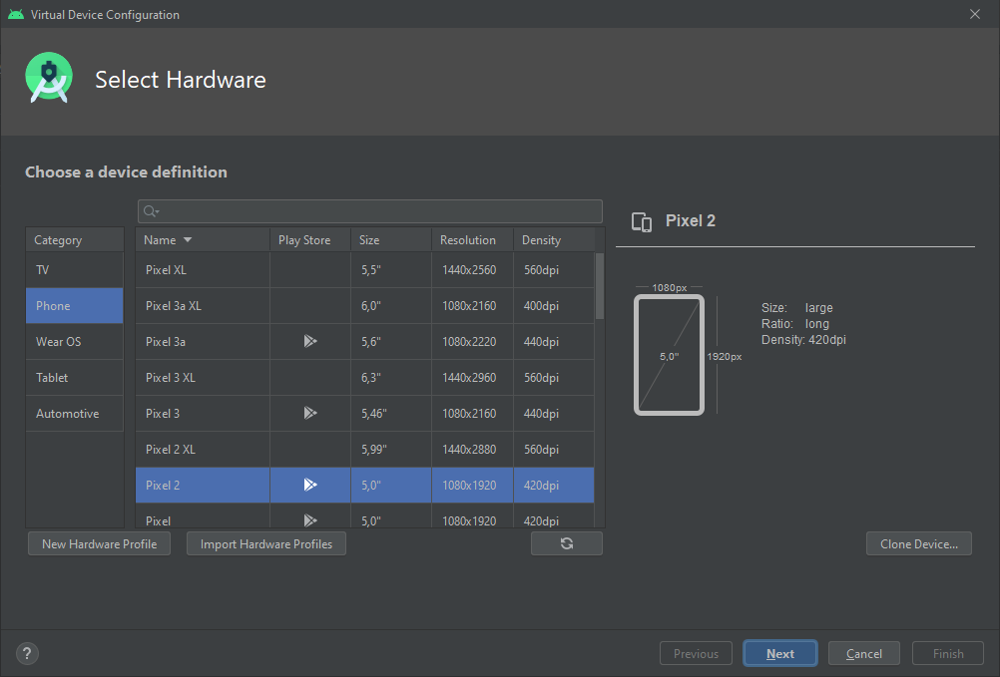 Virtual Device Configuration
Select Hardware
Choose a device definition
Category
TV
Phone
Wear OS
Tablet
Automotive
Name Play Store Size Resolution Density
Pixel XL 5,5" 1440x2560 560dpi
Pixel 3a XL 6,0" 1080x2160 400dpi
Pixel 3a 5,6" 1080x2220 440dpi
Pixel 3 XL 6,3" 1440x2960 560dpi
Pixel 3 5,46" 1080x2160 440dpi
Pixel 2 XL 5,99" 1440x2880 560dpi
Pixel 2 5,0" 1080x1920 420dpi
Pixel 5,0" 1080x1920 420dpi
New Hardware Profile Import Hardware Profiles
Pixel 2
1080px
5,0"
1920px
Size: large
Ratio: long
Density: 420dpi
Clone Device...
?
Previous Next Cancel Finish